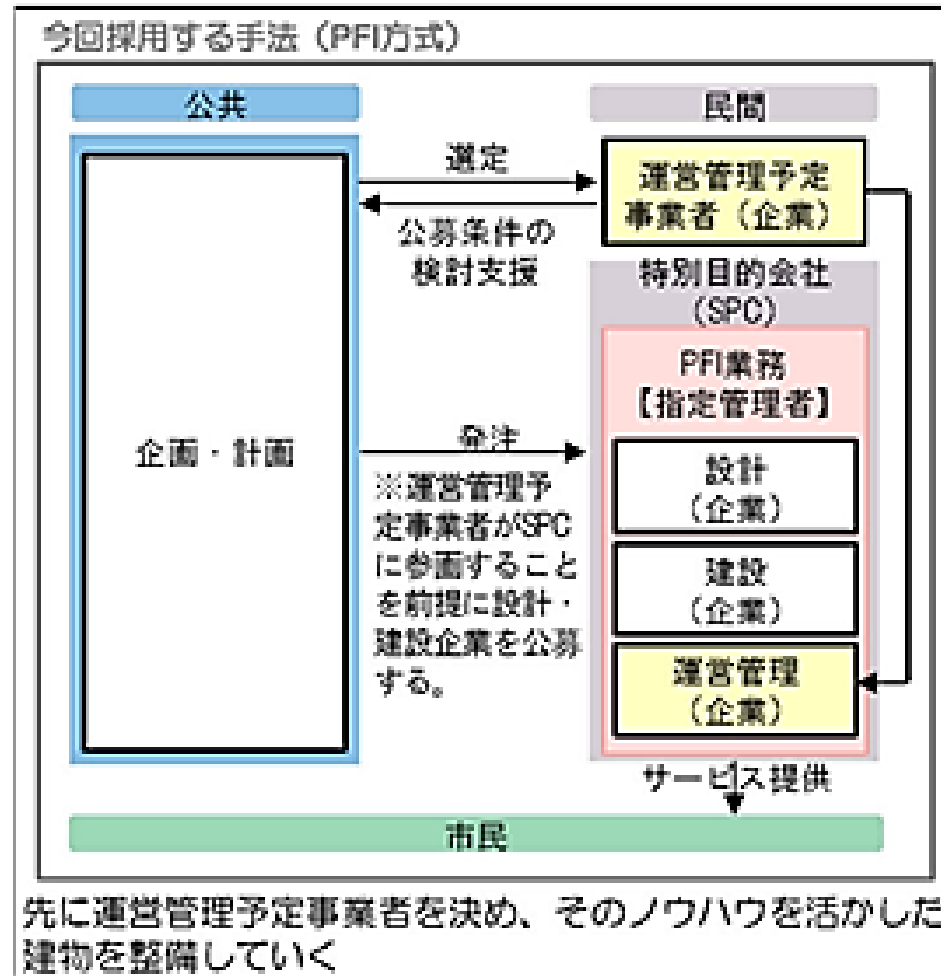 今回採用する手法（PFI方式）
公共
民間
選定
運営管理予定
事業者（企業）
公募条件の
検討支援
特別目的会社
（SPC）
PFI業務
【指定管理者】
企画・計画
発注
設計
（企業）
※運営管理予
定事業者がSPC
に参画すること
を前提に設計・
建設企業を公募
する。
建設
（企業）
運営管理
（企業）
サービス提供
市民
先に運営管理予定事業者を決め、そのノウハウを活かした
建物を整備していく